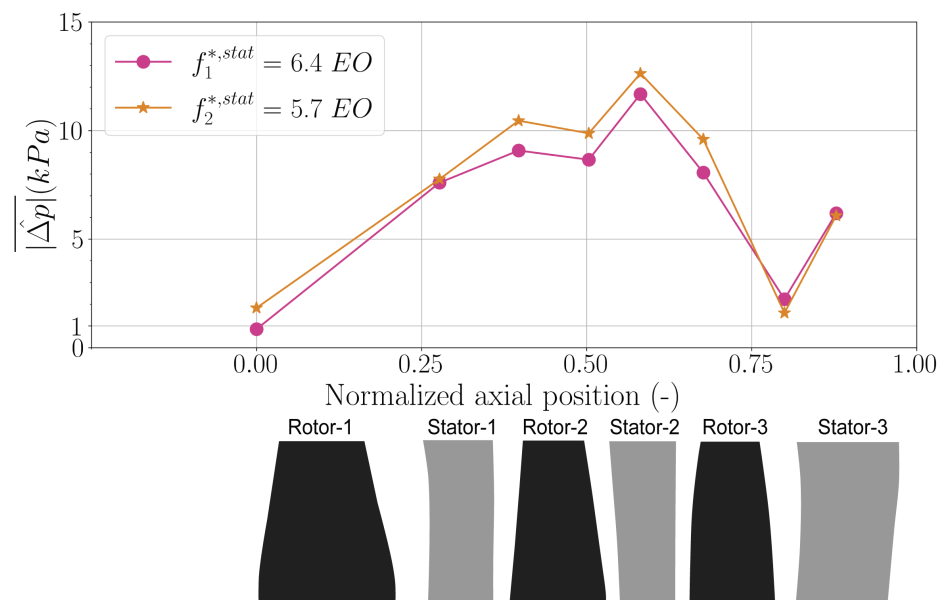 15
10
5
1
0
|Δ̂p|(kPa)
f₁*,stat = 6.4 EO
f₂*,stat = 5.7 EO
0.00 0.25 0.50 0.75 1.00
Normalized axial position (-)
Rotor-1 Stator-1 Rotor-2 Stator-2 Rotor-3 Stator-3